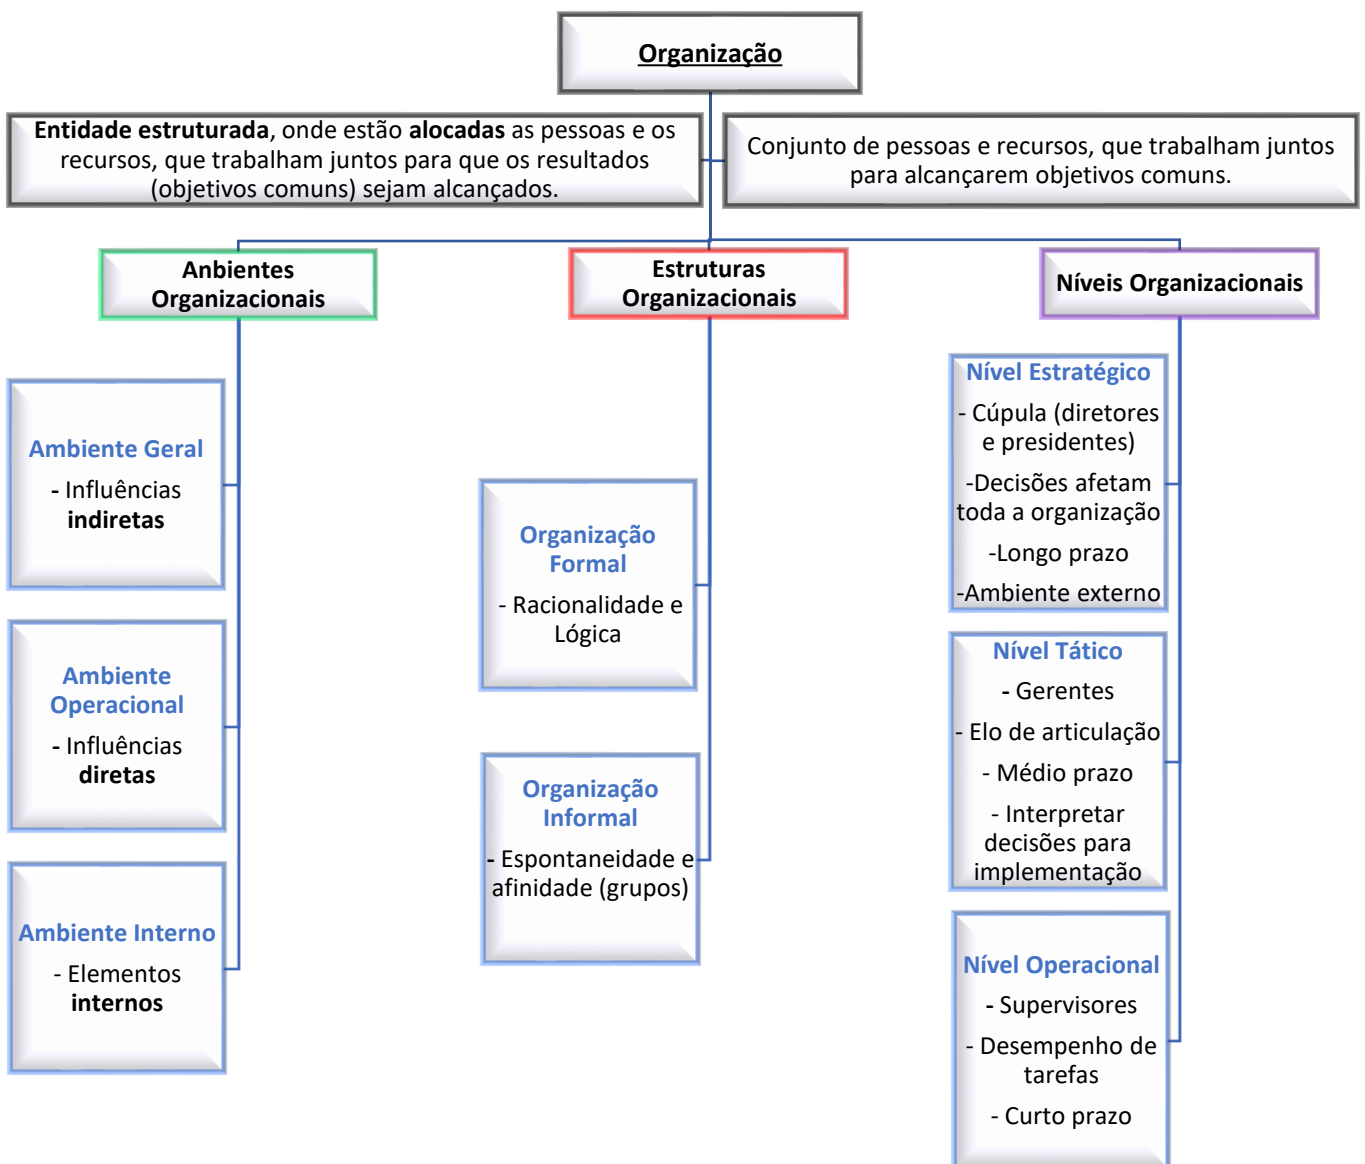 Organização
Entidade estruturada, onde estão alocadas as pessoas e os
recursos, que trabalham juntos para que os resultados
(objetivos comuns) sejam alcançados.
Conjunto de pessoas e recursos, que trabalham juntos
para alcançarem objetivos comuns.
Anbientes
Organizacionais
Ambiente Geral
- Influências
indiretas
Ambiente
Operacional
- Influências
diretas
Ambiente Interno
- Elementos
internos
Estruturas
Organizacionais
Organização
Formal
- Racionalidade e
Lógica
Organização
Informal
- Espontaneidade e
afinidade (grupos)
Níveis Organizacionais
Nível Estratégico
- Cúpula (diretores
e presidentes)
-Decisões afetam
toda a organização
-Longo prazo
-Ambiente externo
Nível Tático
- Gerentes
- Elo de articulação
- Médio prazo
- Interpretar
decisões para
implementação
Nível Operacional
- Supervisores
- Desempenho de
tarefas
- Curto prazo